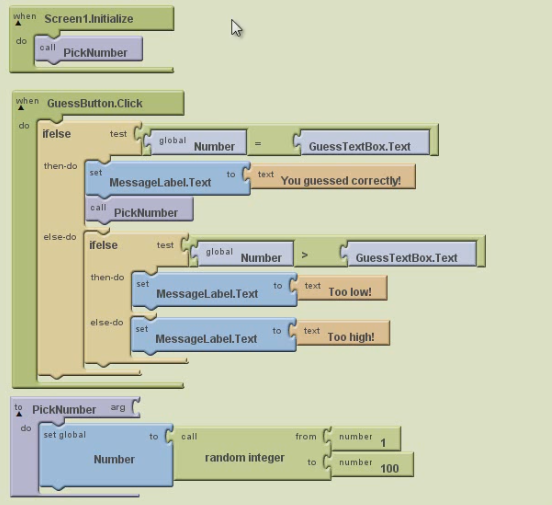 when Screen1.Initialize
do call PickNumber
when GuessButton.Click
do ifelse test global Number = GuessTextBox.Text
then-do set MessageLabel.Text to text You guessed correctly!
call PickNumber
else-do ifelse test global Number > GuessTextBox.Text
then-do set MessageLabel.Text to text Too low!
else-do set MessageLabel.Text to text Too high!
to PickNumber arg
do set global Number to call random integer from number 1
to number 100